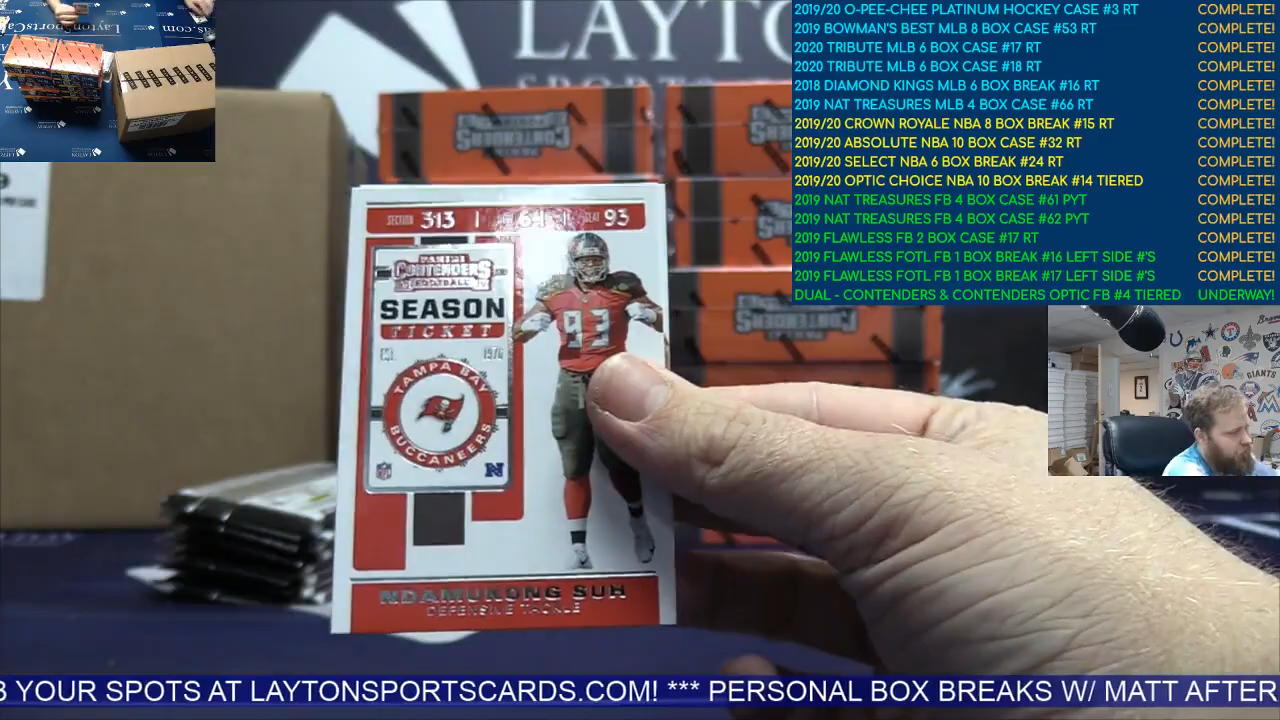 LAYTON
SPORTS CARDS
2019/20 O-PEE-CHEE PLATINUM HOCKEY CASE #3 RT COMPLETE!
2019 BOWMAN'S BEST MLB 8 BOX CASE #53 RT COMPLETE!
2020 TRIBUTE MLB 6 BOX CASE #17 RT COMPLETE!
2020 TRIBUTE MLB 6 BOX CASE #18 RT COMPLETE!
2018 DIAMOND KINGS MLB 6 BOX BREAK #16 RT COMPLETE!
2019 NAT TREASURES MLB 4 BOX CASE #66 RT COMPLETE!
2019/20 CROWN ROYALE NBA 8 BOX BREAK #15 RT COMPLETE!
2019/20 ABSOLUTE NBA 10 BOX CASE #32 RT COMPLETE!
2019/20 SELECT NBA 6 BOX BREAK #24 RT COMPLETE!
2019/20 OPTIC CHOICE NBA 10 BOX BREAK #14 TIERED COMPLETE!
2019 NAT TREASURES FB 4 BOX CASE #61 PYT COMPLETE!
2019 NAT TREASURES FB 4 BOX CASE #62 PYT COMPLETE!
2019 FLAWLESS FB 2 BOX CASE #17 RT COMPLETE!
2019 FLAWLESS FOTL FB 1 BOX BREAK #16 LEFT SIDE #'S COMPLETE!
2019 FLAWLESS FOTL FB 1 BOX BREAK #17 LEFT SIDE #'S COMPLETE!
DUAL - CONTENDERS & CONTENDERS OPTIC FB #4 TIERED UNDERWAY!
CONTENDERS
SECTION 313 SEAT 93
PANINI
CONTENDERS
FOOTBALL
SEASON
TICKET
EST. 1976
TAMPA BAY
BUCCANEERS
93
NDAMUKONG SUH
DEFENSIVE TACKLE
B YOUR SPOTS AT LAYTONSPORTSCARDS.COM! *** PERSONAL BOX BREAKS W/ MATT AFTER